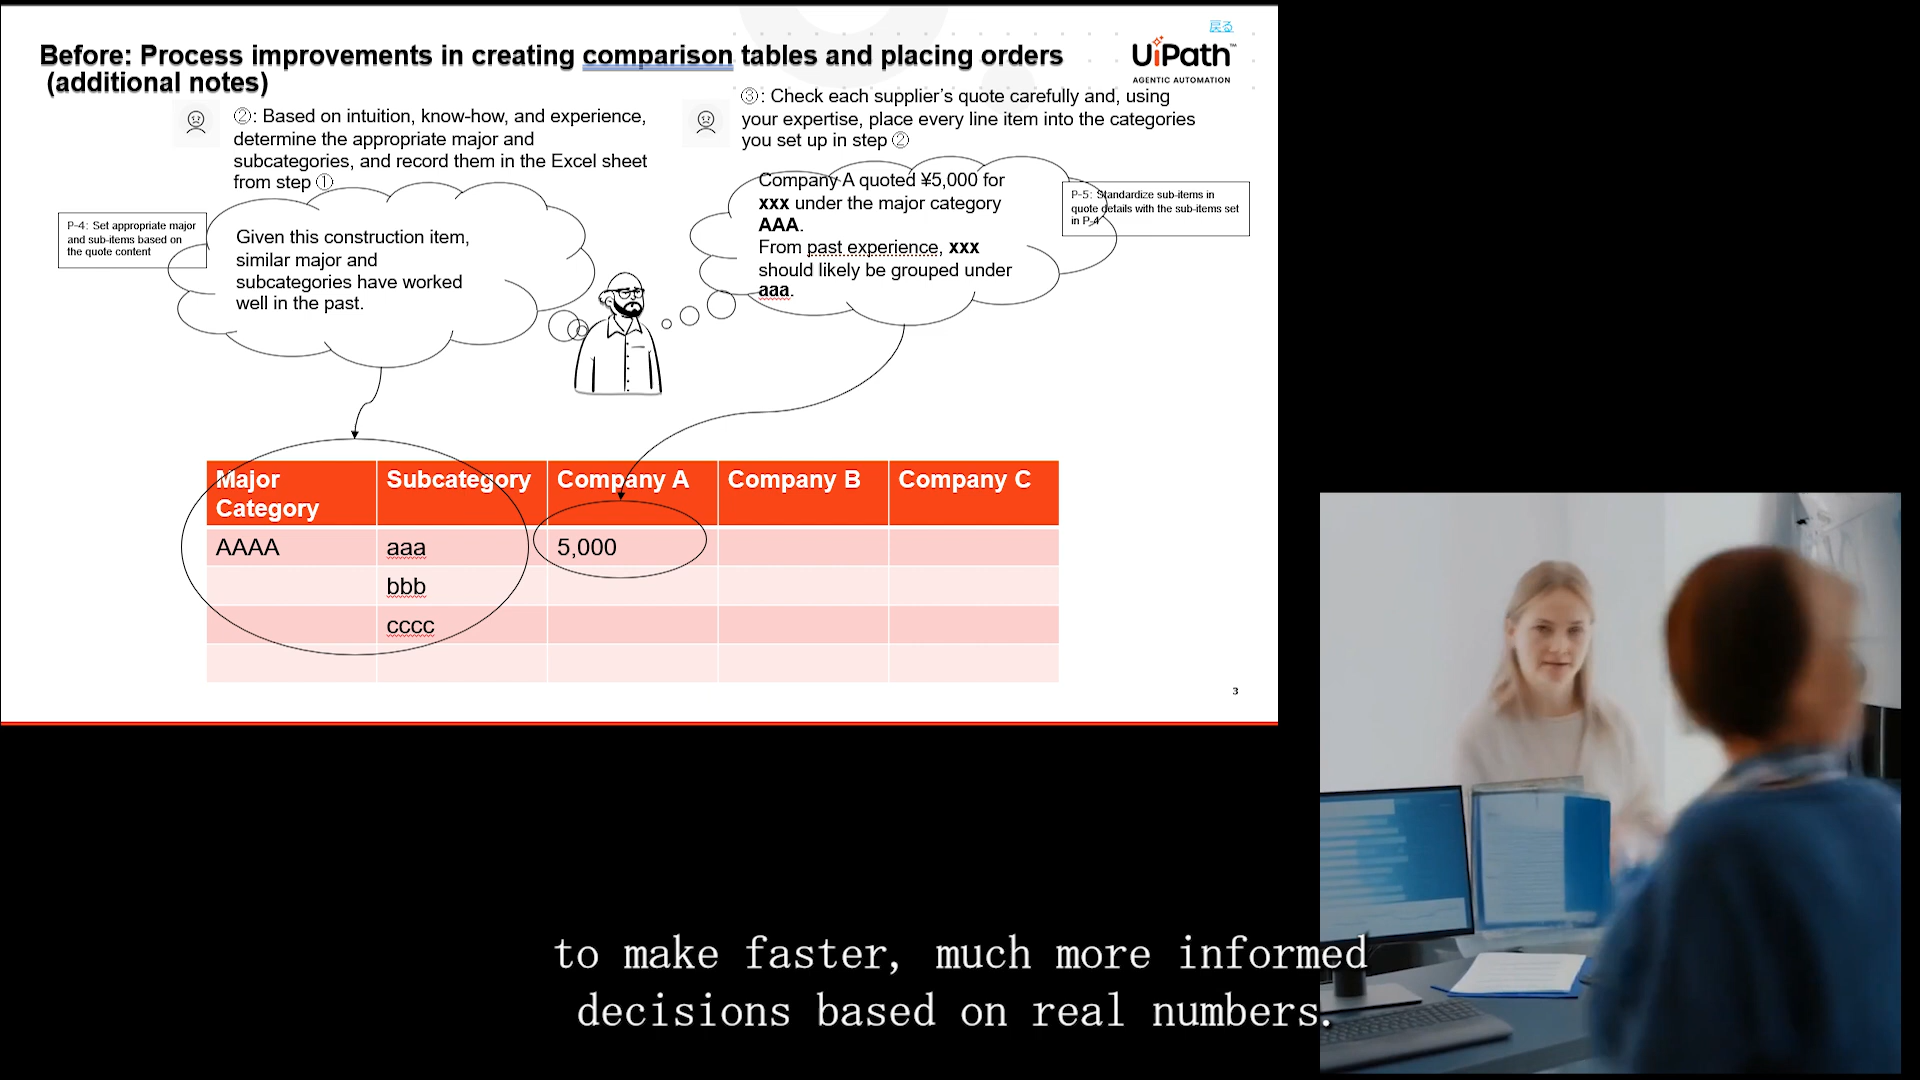 戻る
Before: Process improvements in creating comparison tables and placing orders
(additional notes)
UiPath™
AGENTIC AUTOMATION
②: Based on intuition, know-how, and experience,
determine the appropriate major and
subcategories, and record them in the Excel sheet
from step ①
③: Check each supplier's quote carefully and, using
your expertise, place every line item into the categories
you set up in step ②
P-4: Set appropriate major
and sub-items based on
the quote content
Given this construction item,
similar major and
subcategories have worked
well in the past.
Company A quoted ¥5,000 for
xxx under the major category
AAA.
From past experience, xxx
should likely be grouped under
aaa.
P-5: Standardize sub-items in
quote details with the sub-items set
in P-4
Major Category Subcategory Company A Company B Company C
AAAA aaa 5,000
bbb
cccc
3
to make faster, much more informed
decisions based on real numbers.